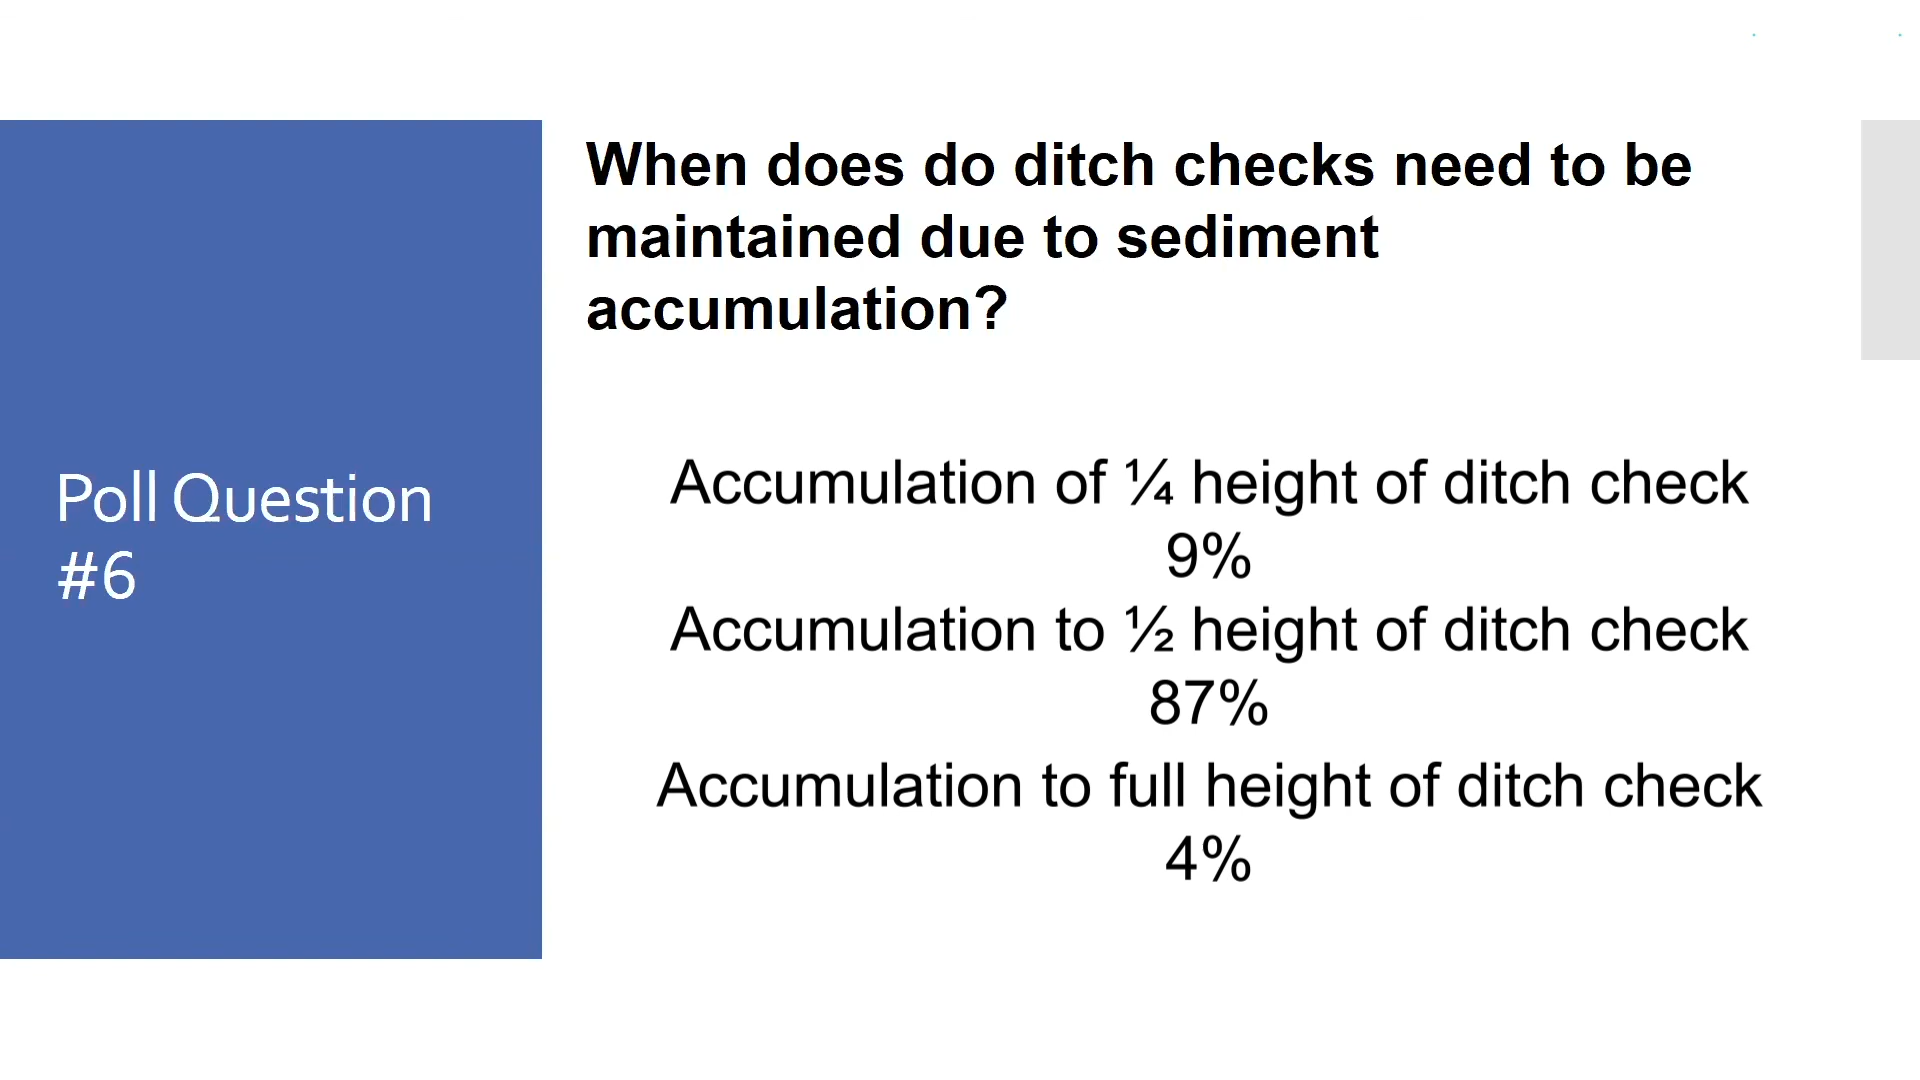 Poll Question
#6
When does do ditch checks need to be
maintained due to sediment
accumulation?
Accumulation of ¼ height of ditch check
9%
Accumulation to ½ height of ditch check
87%
Accumulation to full height of ditch check
4%